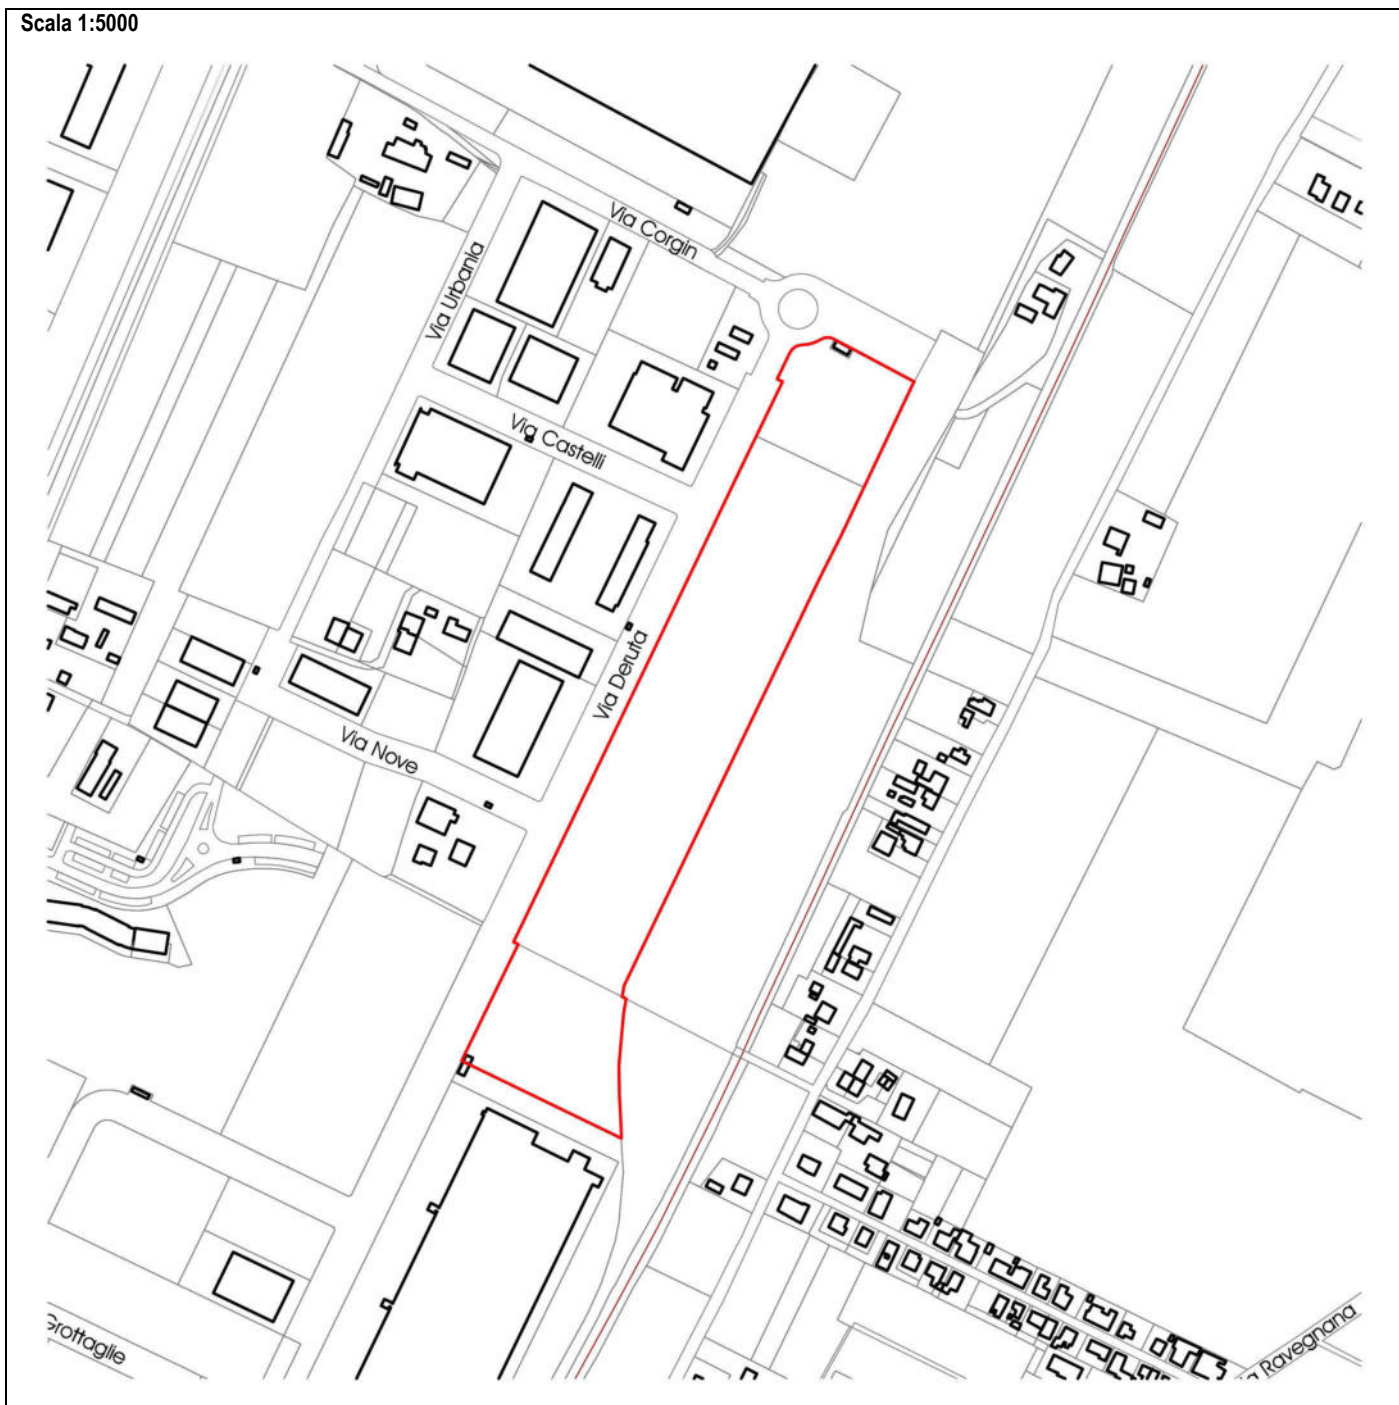 Scala 1:5000
Via Corgin
Via Urbania
Via Castelli
Via Deruta
Via Nove
Grottaglie
Ravegnana